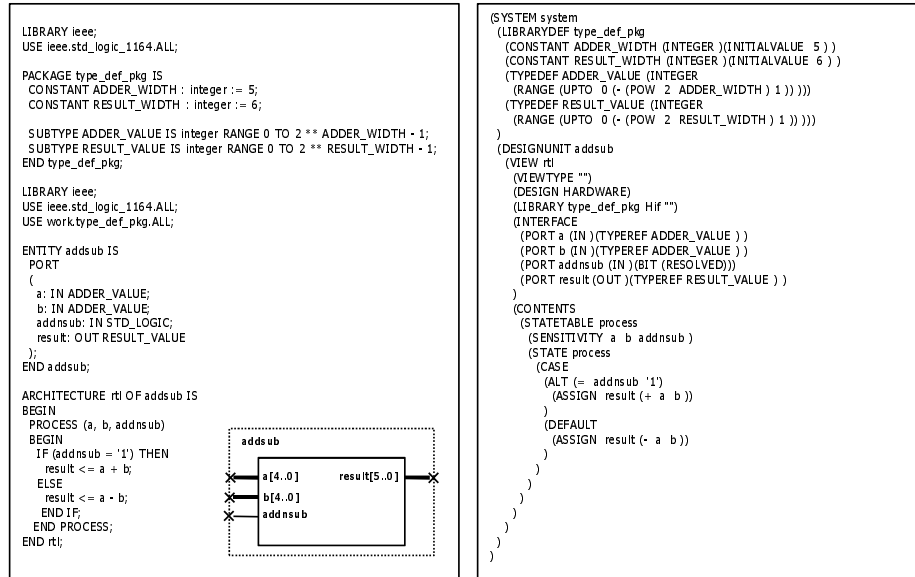 LIBRARY ieee;
USE ieee.std_logic_1164.ALL;
PACKAGE type_def_pkg IS
CONSTANT ADDER_WIDTH : integer := 5;
CONSTANT RESULT_WIDTH : integer := 6;
SUBTYPE ADDER_VALUE IS integer RANGE 0 TO 2 ** ADDER_WIDTH - 1;
SUBTYPE RESULT_VALUE IS integer RANGE 0 TO 2 ** RESULT_WIDTH - 1;
END type_def_pkg;
LIBRARY ieee;
USE ieee.std_logic_1164.ALL;
USE work.type_def_pkg.ALL;
ENTITY addsub IS
PORT
(
a: IN ADDER_VALUE;
b: IN ADDER_VALUE;
addnsub: IN STD_LOGIC;
result: OUT RESULT_VALUE
);
END addsub;
ARCHITECTURE rtl OF addsub IS
BEGIN
PROCESS (a, b, addnsub)
BEGIN
IF (addnsub = '1') THEN
result <= a + b;
ELSE
result <= a - b;
END IF;
END PROCESS;
END rtl;
addsub
a[4..0] result[5..0]
b[4..0]
addnsub
(SYSTEM system
(LIBRARYDEF type_def_pkg
(CONSTANT ADDER_WIDTH (INTEGER )(INITIALVALUE 5 ) )
(CONSTANT RESULT_WIDTH (INTEGER )(INITIALVALUE 6 ) )
(TYPEDEF ADDER_VALUE (INTEGER
(RANGE (UPTO 0 (- (POW 2 ADDER_WIDTH ) 1 )) )))
(TYPEDEF RESULT_VALUE (INTEGER
(RANGE (UPTO 0 (- (POW 2 RESULT_WIDTH ) 1 )) )))
)
(DESIGNUNIT addsub
(VIEW rtl
(VIEWTYPE "")
(DESIGN HARDWARE)
(LIBRARY type_def_pkg Hif "")
(INTERFACE
(PORT a (IN )(TYPEREF ADDER_VALUE ) )
(PORT b (IN )(TYPEREF ADDER_VALUE ) )
(PORT addnsub (IN )(BIT (RESOLVED)))
(PORT result (OUT )(TYPEREF RESULT_VALUE ) )
)
(CONTENTS
(STATETABLE process
(SENSITIVITY a b addnsub )
(STATE process
(CASE
(ALT (= addnsub '1')
(ASSIGN result (+ a b ))
)
(DEFAULT
(ASSIGN result (- a b ))
)
)
)
)
)
)
)
)